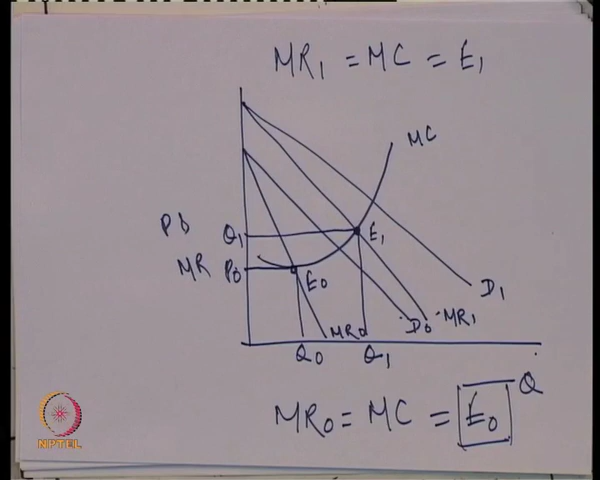 MR1 = MC = E1
MC
Pb Q1 E1
MR P0 E0
D1
MR0 D0 MR1
Q0 Q1
Q
MR0 = MC = E0
NPTEL